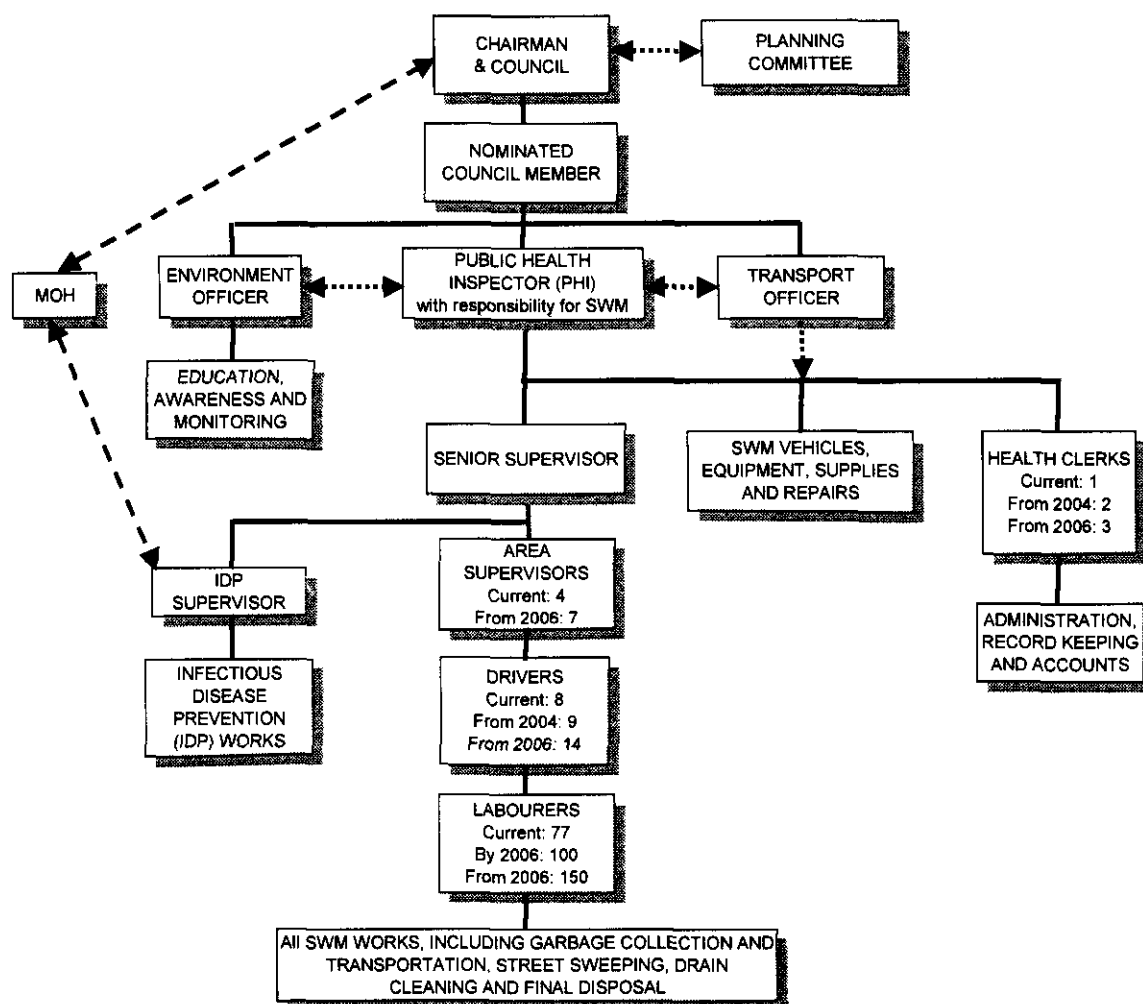 CHAIRMAN
& COUNCIL
PLANNING
COMMITTEE
NOMINATED
COUNCIL MEMBER
MOH
ENVIRONMENT
OFFICER
PUBLIC HEALTH
INSPECTOR (PHI)
with responsibility for SWM
TRANSPORT
OFFICER
EDUCATION,
AWARENESS AND
MONITORING
SENIOR SUPERVISOR
SWM VEHICLES,
EQUIPMENT, SUPPLIES
AND REPAIRS
HEALTH CLERKS
Current: 1
From 2004: 2
From 2006: 3
IDP
SUPERVISOR
AREA
SUPERVISORS
Current: 4
From 2006: 7
ADMINISTRATION,
RECORD KEEPING
AND ACCOUNTS
INFECTIOUS
DISEASE
PREVENTION
(IDP) WORKS
DRIVERS
Current: 8
From 2004: 9
From 2006: 14
LABOURERS
Current: 77
By 2006: 100
From 2006: 150
All SWM WORKS, INCLUDING GARBAGE COLLECTION AND
TRANSPORTATION, STREET SWEEPING, DRAIN
CLEANING AND FINAL DISPOSAL